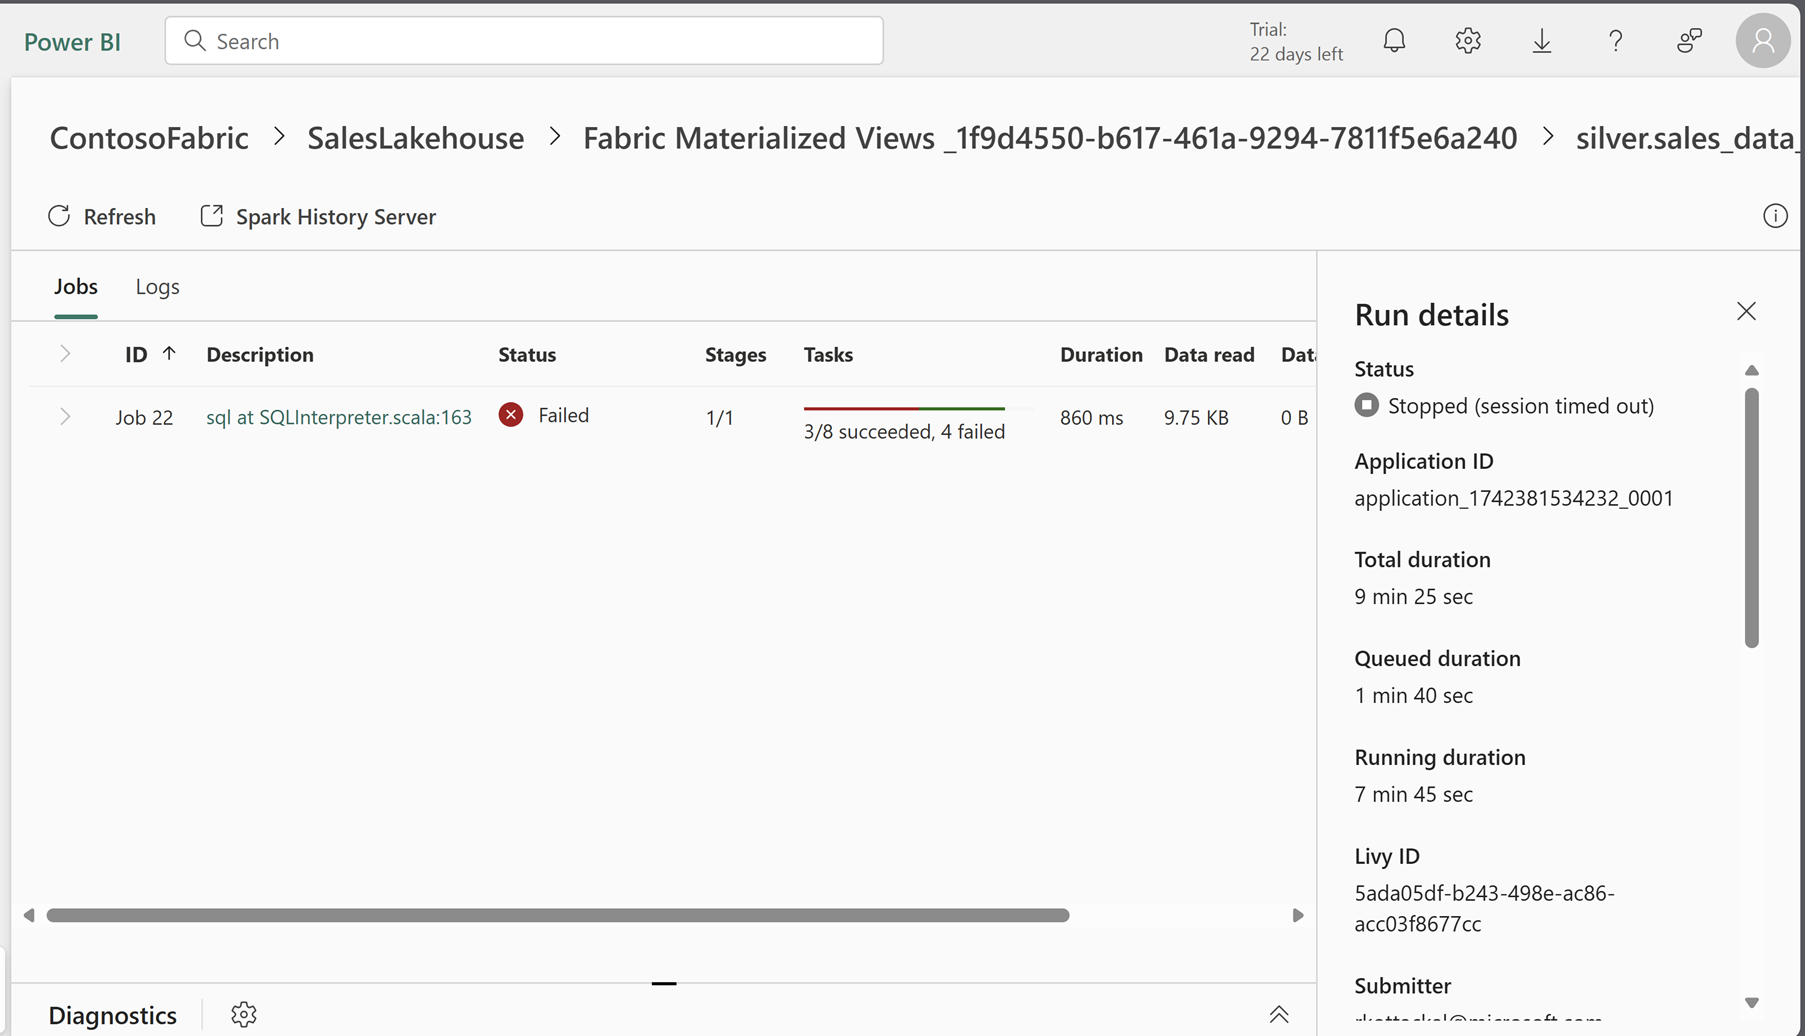 Power BI
Search
Trial:
22 days left
ContosoFabric > SalesLakehouse > Fabric Materialized Views _1f9d4550-b617-461a-9294-7811f5e6a240 > silver.sales_data_
Refresh
Spark History Server
Jobs
Logs
ID ↑ Description Status Stages Tasks Duration Data read Data
Job 22 sql at SQLInterpreter.scala:163 Failed 1/1 3/8 succeeded, 4 failed 860 ms 9.75 KB 0 B
Run details
Status
Stopped (session timed out)
Application ID
application_1742381534232_0001
Total duration
9 min 25 sec
Queued duration
1 min 40 sec
Running duration
7 min 45 sec
Livy ID
5ada05df-b243-498e-ac86-
acc03f8677cc
Submitter
Diagnostics